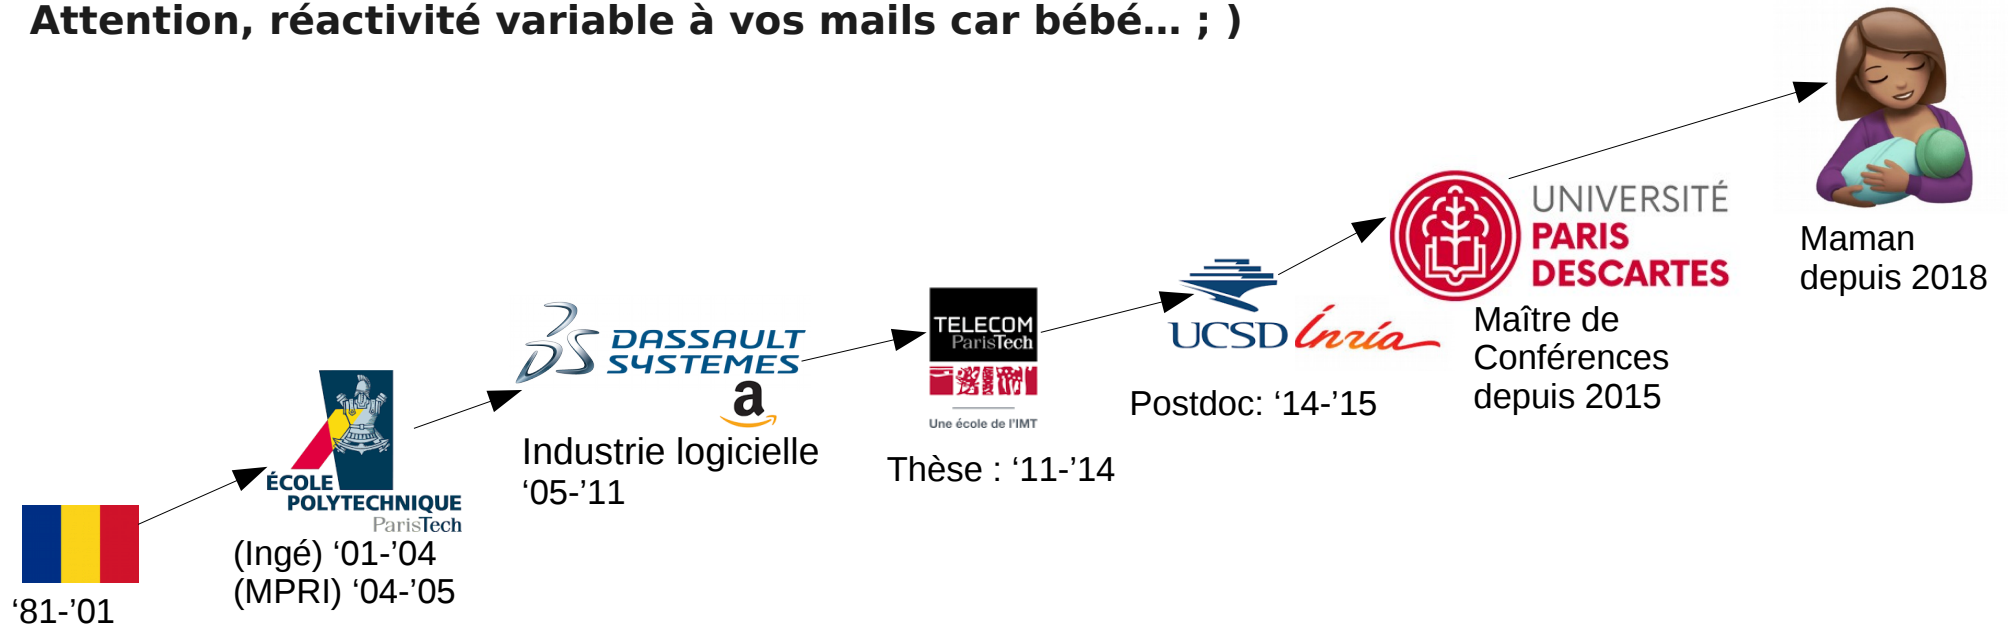 Attention, réactivité variable à vos mails car bébé... ; )
‘81-’01
ÉCOLE
POLYTECHNIQUE
ParisTech
(Ingé) ‘01-’04
(MPRI) ‘04-’05
DASSAULT
SYSTEMES
a
Industrie logicielle
‘05-’11
TELECOM
ParisTech
Une école de l'IMT
Thèse : ‘11-’14
UCSD Inria
Postdoc: ‘14-’15
UNIVERSITÉ
PARIS
DESCARTES
Maître de
Conférences
depuis 2015
Maman
depuis 2018